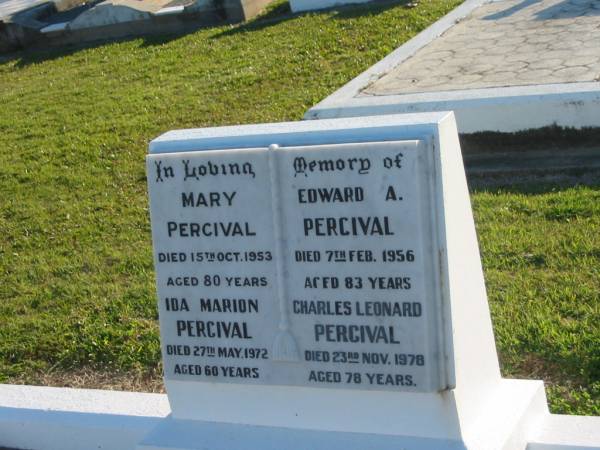 In Loving Memory of
MARY
PERCIVAL
DIED 15TH OCT. 1953
AGED 80 YEARS
IDA MARION
PERCIVAL
DIED 27TH MAY. 1972
AGED 60 YEARS
EDWARD A.
PERCIVAL
DIED 7TH FEB. 1956
AGED 83 YEARS
CHARLES LEONARD
PERCIVAL
DIED 23RD NOV. 1978
AGED 78 YEARS.